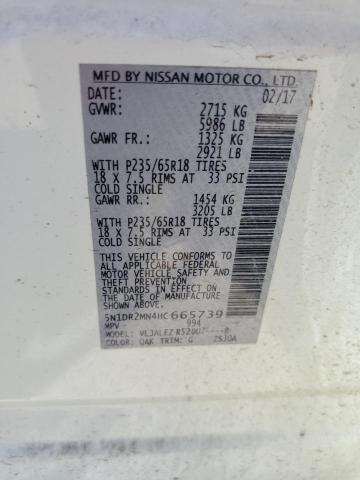 MFD BY NISSAN MOTOR CO., LTD.
DATE: 02/17
GVWR: 2715 KG
5986 LB
GAWR FR.: 1325 KG
2921 LB
WITH P235/65R18 TIRES
18 X 7.5 RIMS AT 33 PSI
COLD SINGLE
GAWR RR.: 1454 KG
3205 LB
WITH P235/65R18 TIRES
18 X 7.5 RIMS AT 33 PSI
COLD SINGLE
THIS VEHICLE CONFORMS TO ALL
APPLICABLE FEDERAL
MOTOR VEHICLE SAFETY AND
THEFT PREVENTION
STANDARDS IN EFFECT
ON THE DATE OF
MANUFACTURE SHOWN ABOVE
5N1DR2MN4HC665739
MPV 994
MODEL:
COLOR: QAK TRIM: G